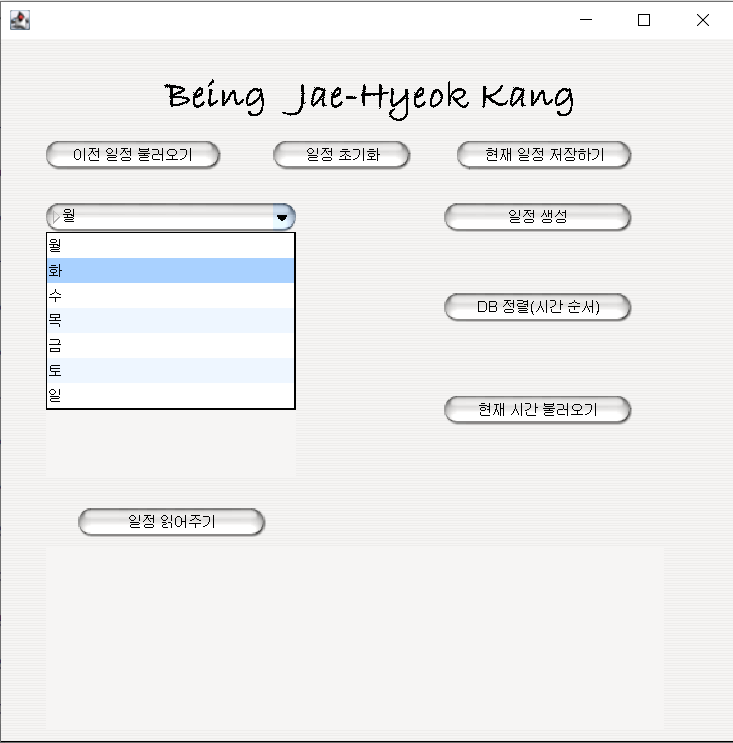 Being Jae-Hyeok Kang
이전 일정 불러오기 일정 초기화 현재 일정 저장하기
월 일정 생성
월
화
수
DB 정렬(시간 순서)
목
금
토
일
현재 시간 불러오기
일정 읽어주기